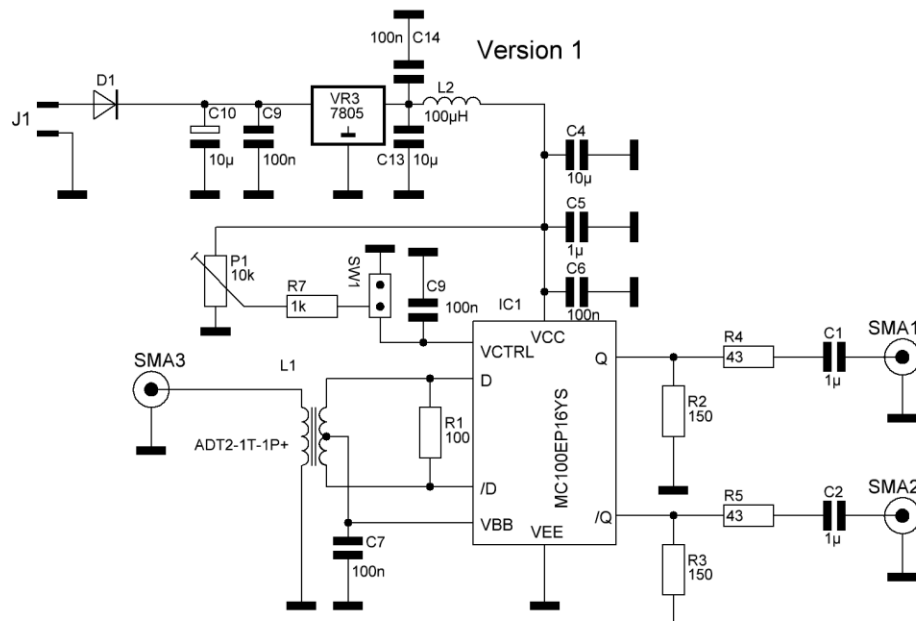 Version 1
100n
C14
D1
J1
C10
10µ
C9
100n
VR3
7805
L2
100µH
C13
10µ
C4
10µ
C5
1µ
C6
100n
P1
10k
R7
1k
SW1
C9
100n
IC1
VCC
VCTRL
D
/D
VBB
VEE
Q
/Q
MC100EP16YS
SMA3
L1
ADT2-1T-1P+
R1
100
C7
100n
R4
43
C1
1µ
SMA1
R2
150
R5
43
C2
1µ
SMA2
R3
150